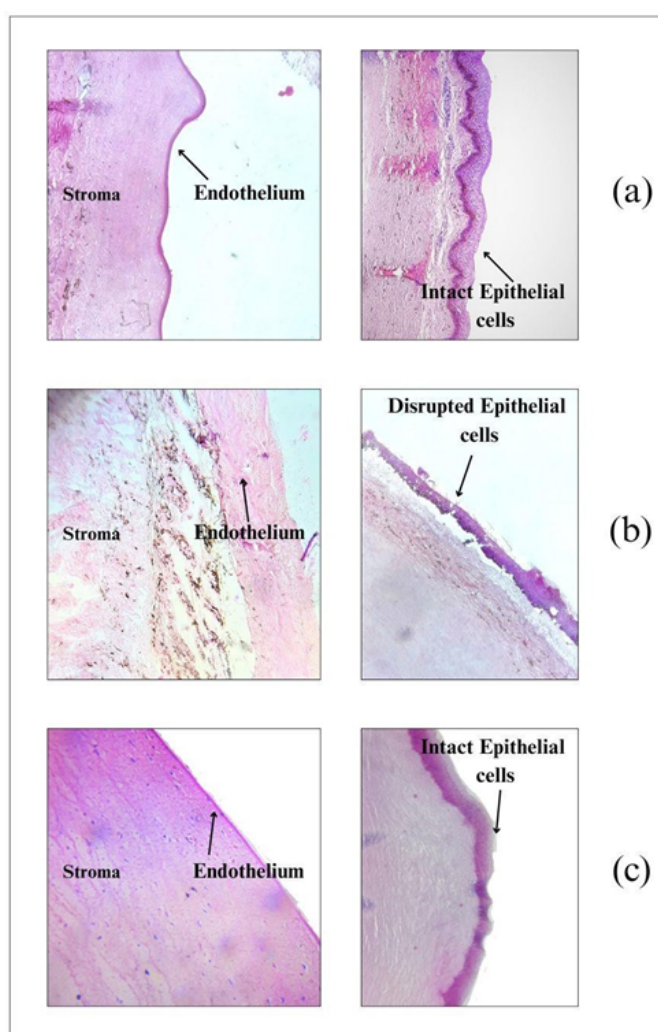 Stroma
Endothelium
Intact Epithelial
cells
(a)
Stroma
Endothelium
Disrupted Epithelial
cells
(b)
Stroma
Endothelium
Intact Epithelial
cells
(c)